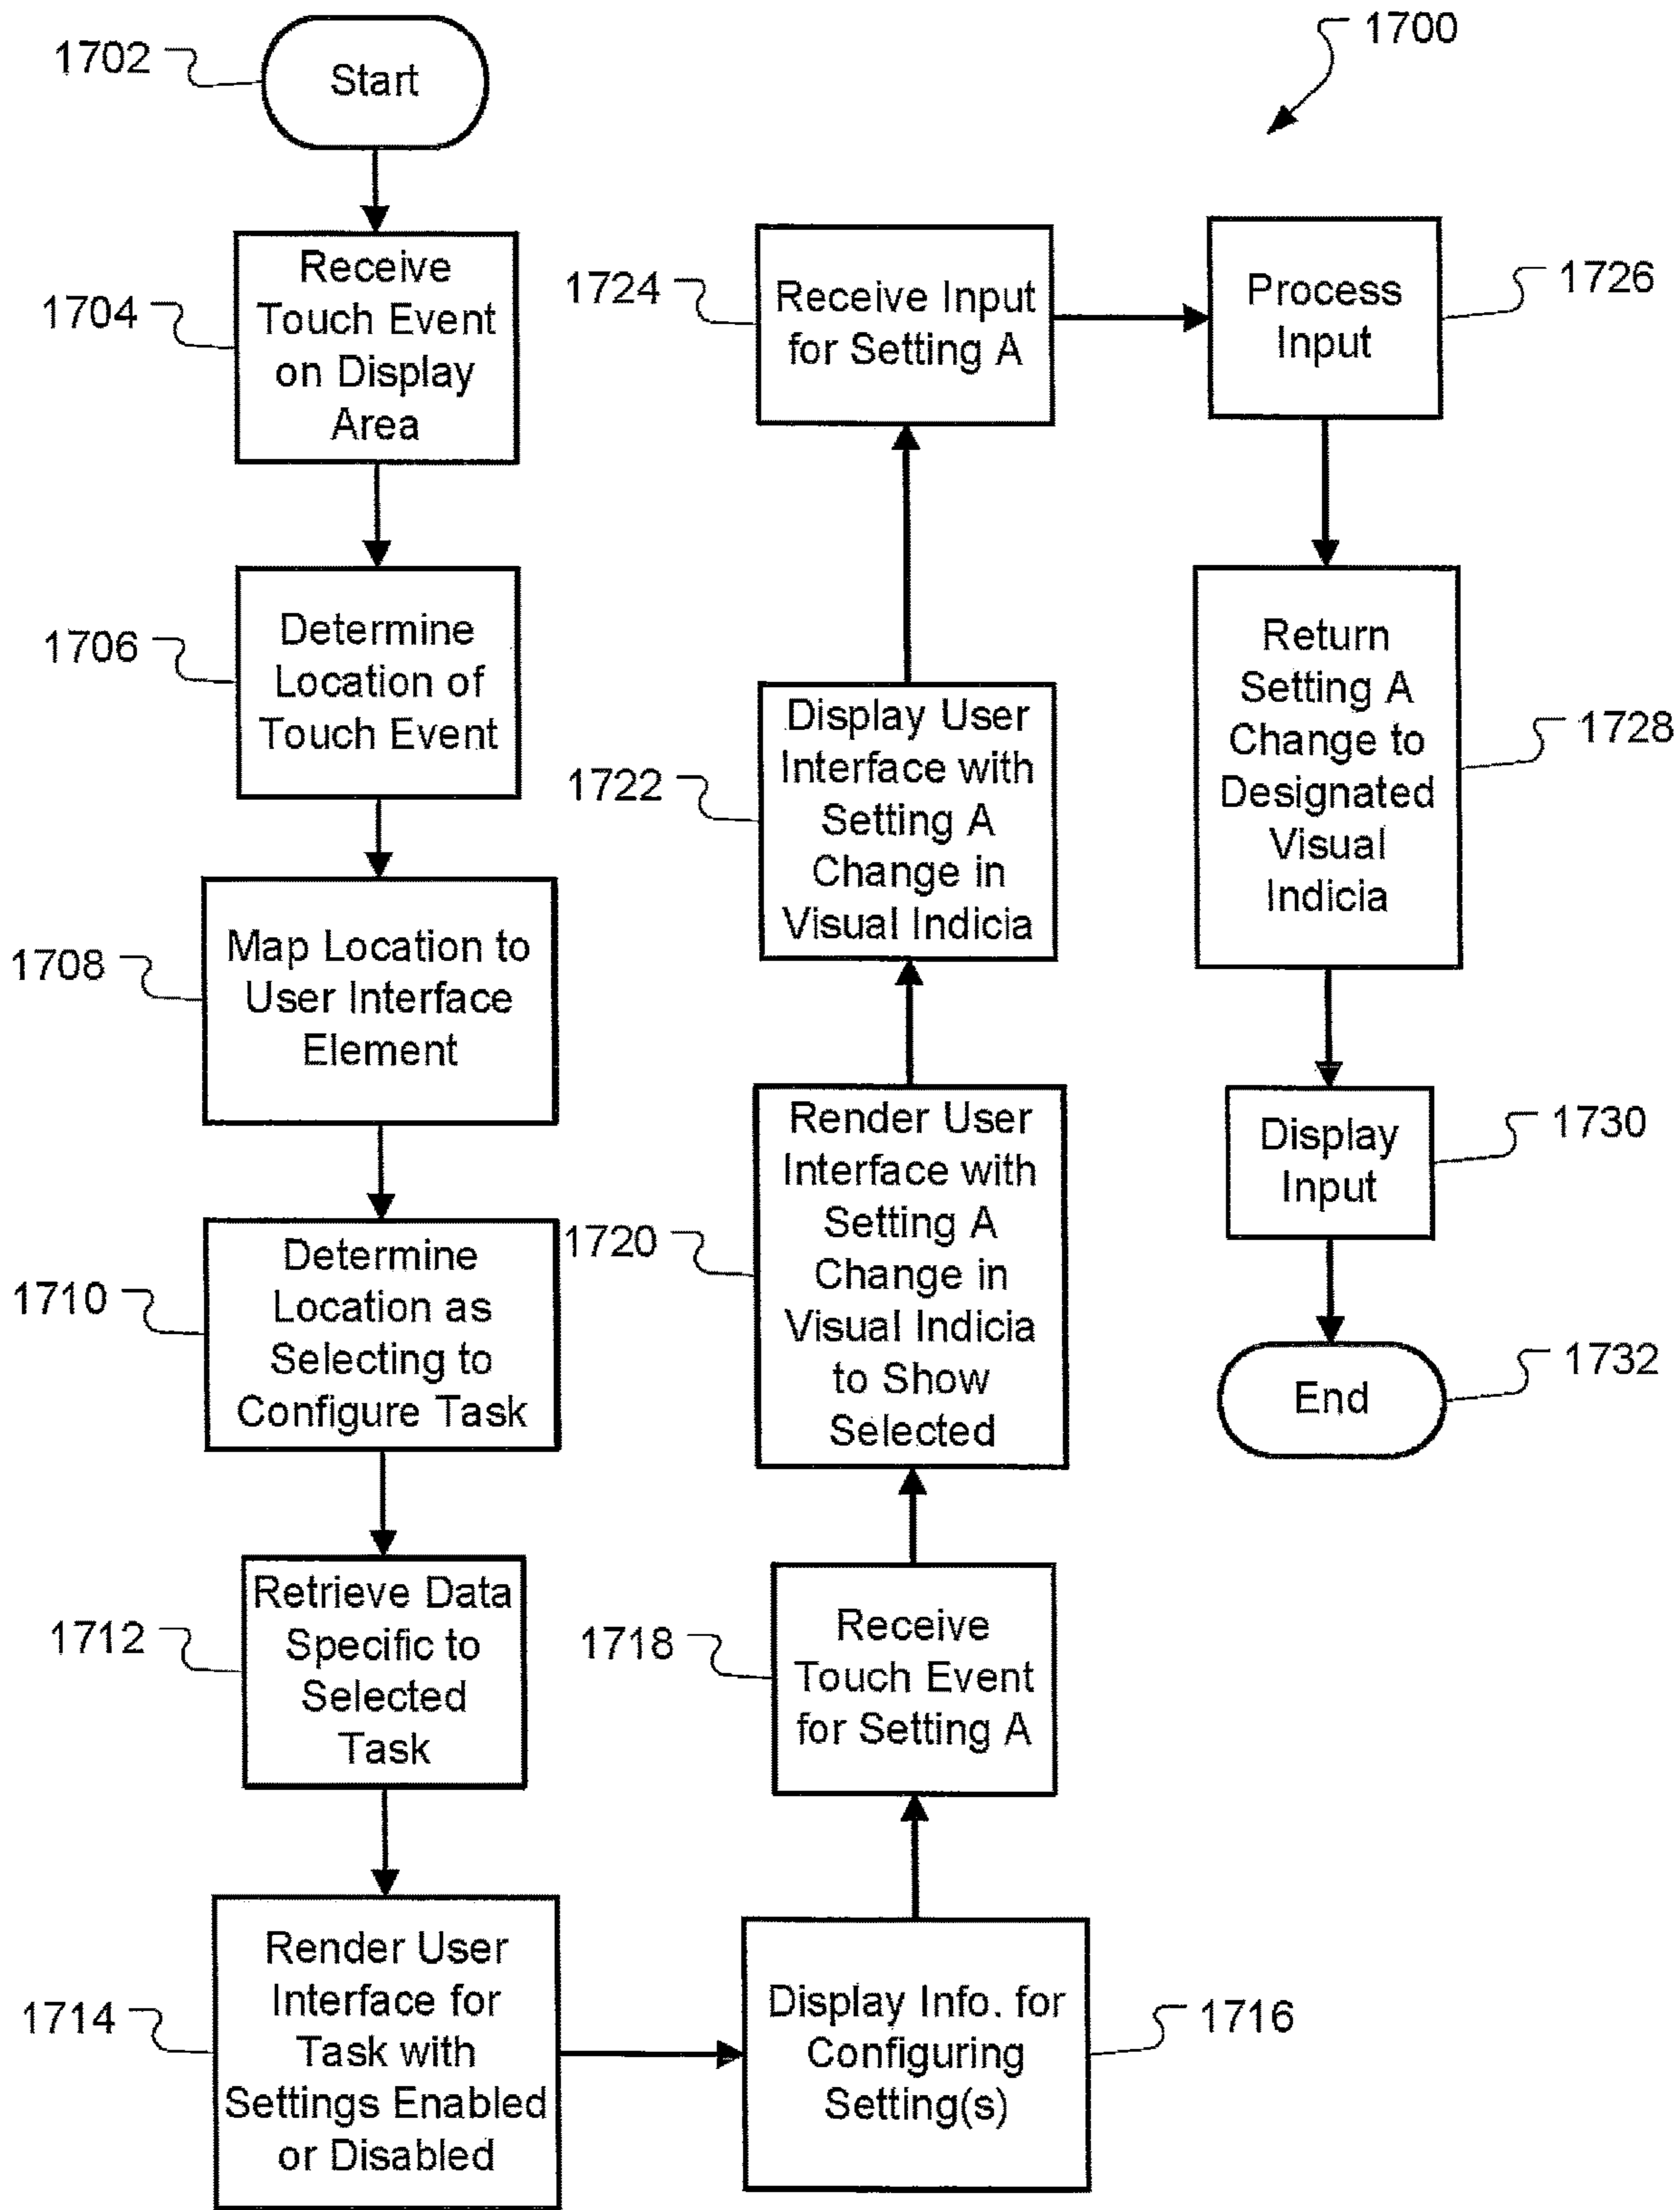 1700
1702
Start
1704
Receive
Touch Event
on Display
Area
1706
Determine
Location of
Touch Event
1708
Map Location to
User Interface
Element
1710
Determine
Location as
Selecting to
Configure Task
1712
Retrieve Data
Specific to
Selected
Task
1714
Render User
Interface for
Task with
Settings Enabled
or Disabled
Display Info. for
Configuring
Setting(s)
1716
1718
Receive
Touch Event
for Setting A
1720
Render User
Interface with
Setting A
Change in
Visual Indicia
to Show
Selected
1722
Display User
Interface with
Setting A
Change in
Visual Indicia
1724
Receive Input
for Setting A
Process
Input
1726
Return
Setting A
Change to
Designated
Visual
Indicia
1728
Display
Input
1730
End
1732